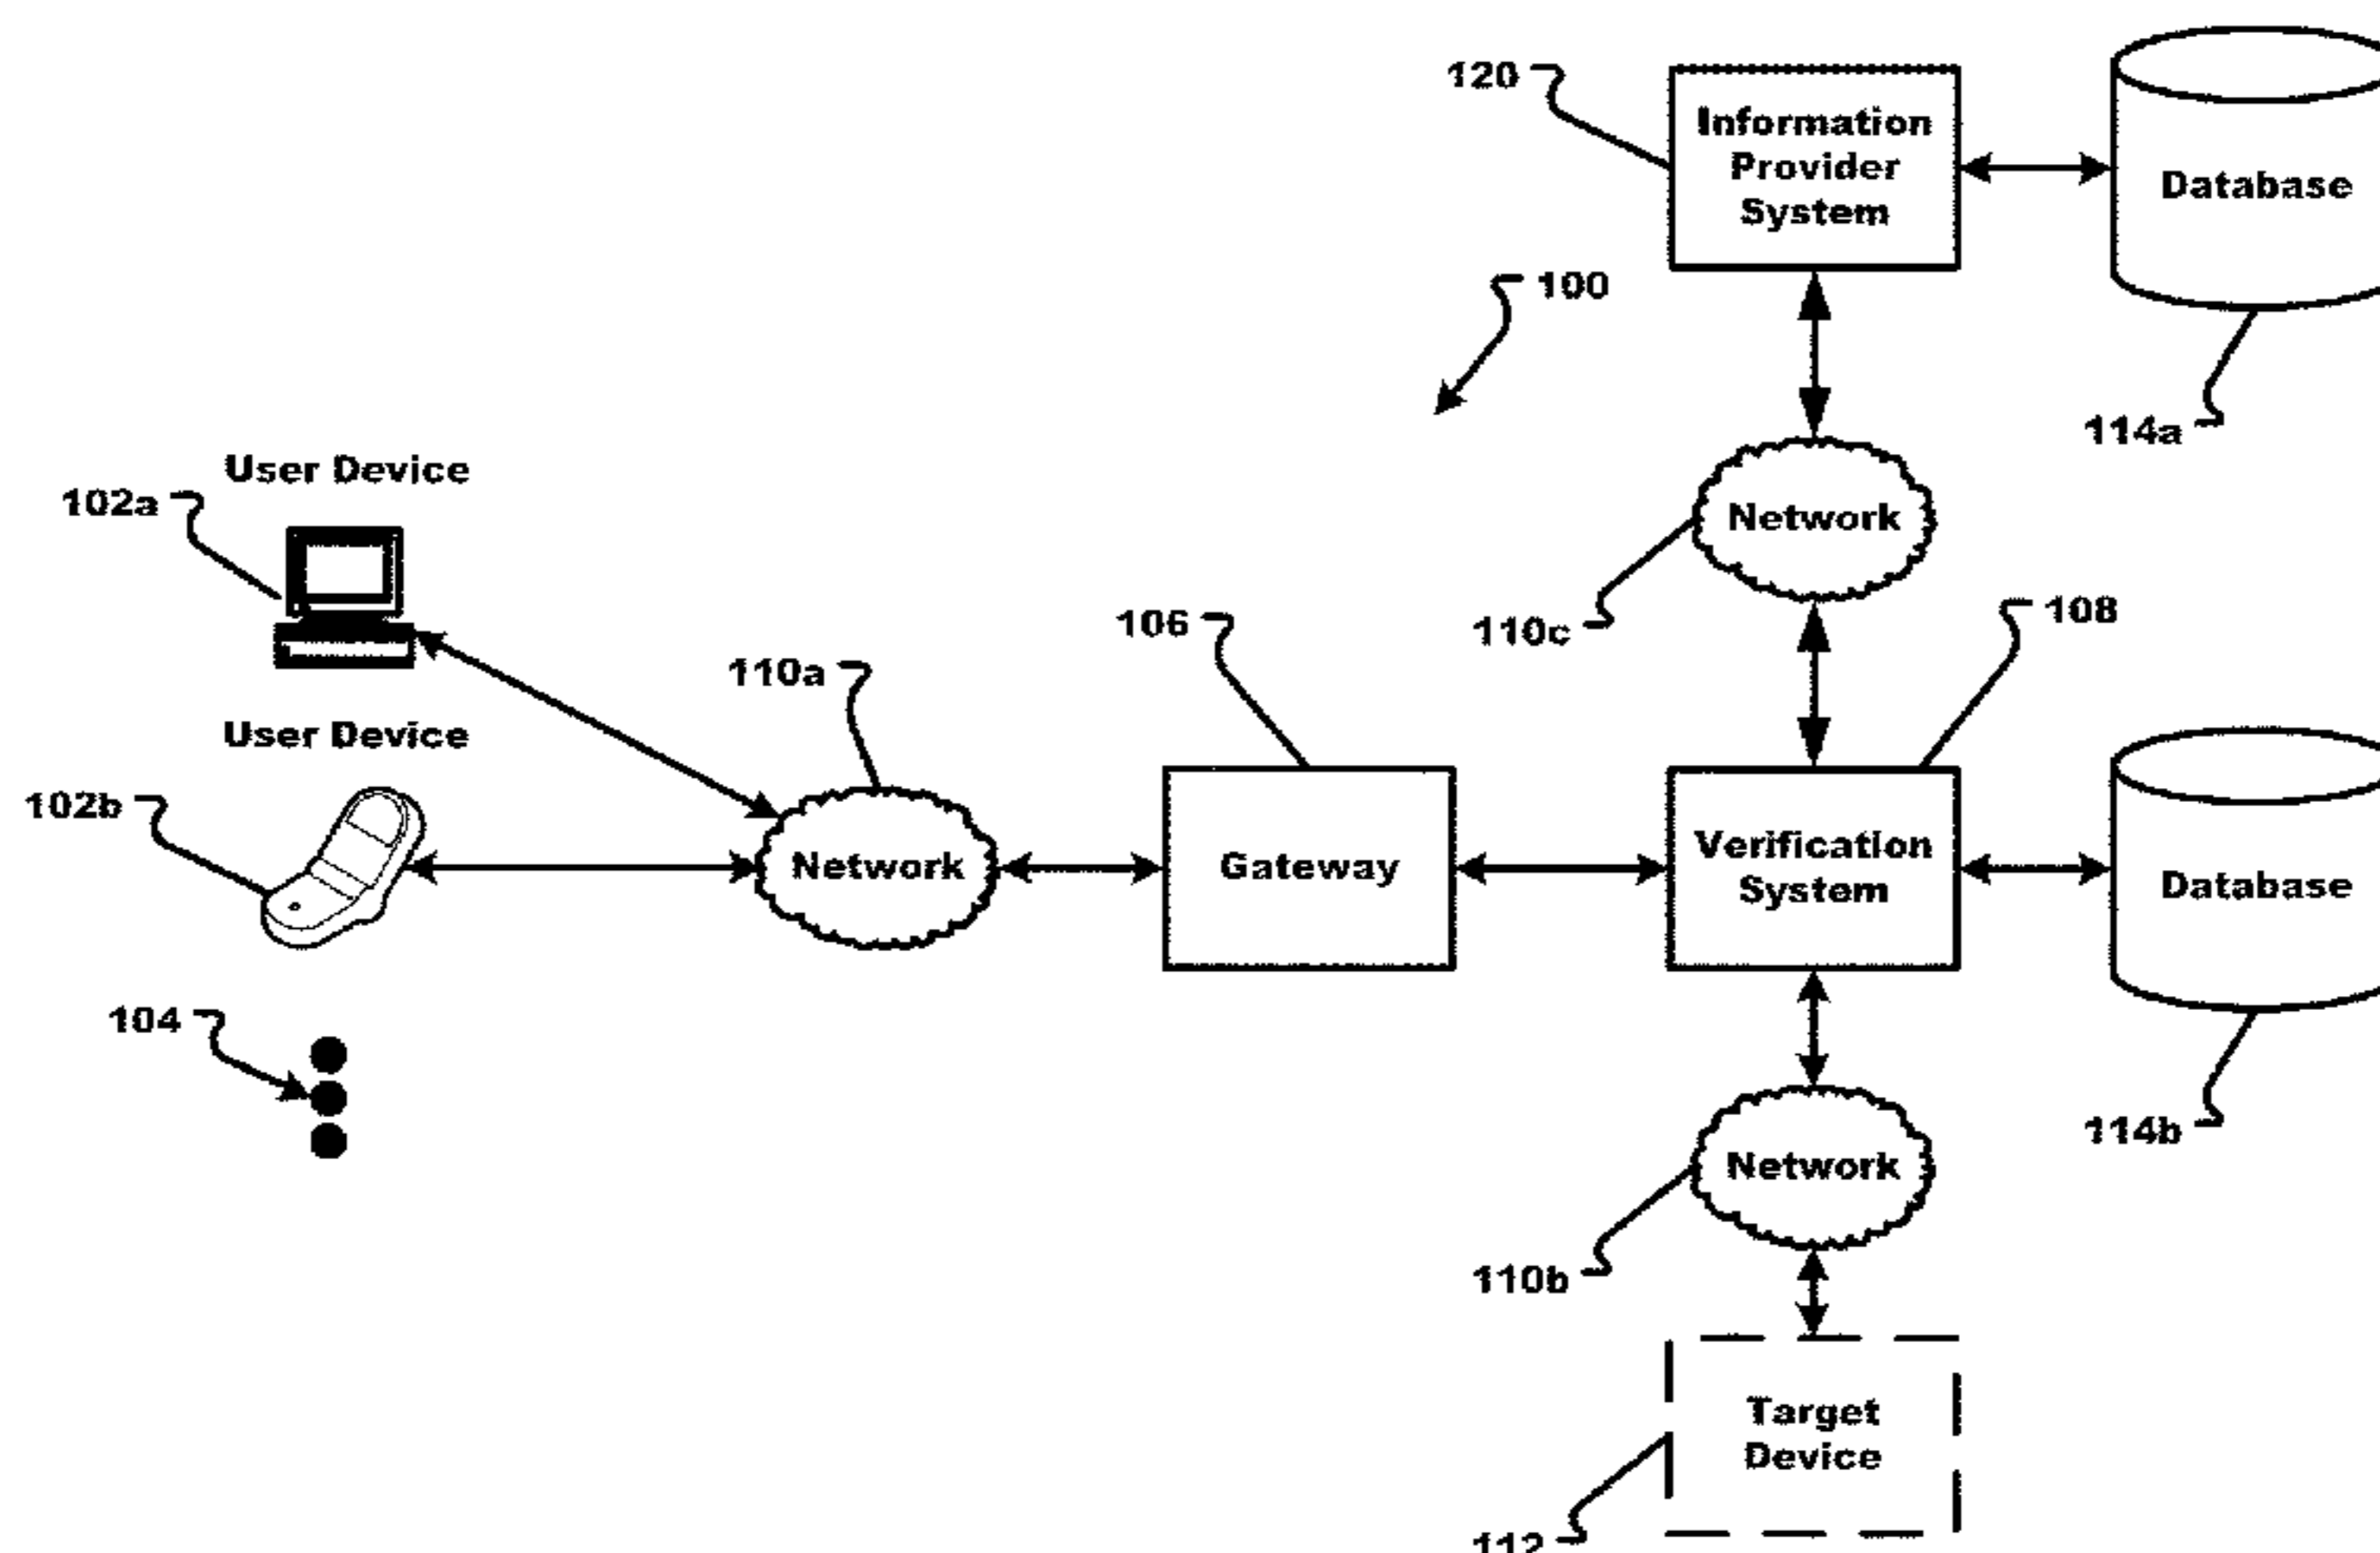 120
Information
Provider
System
Database
100
114a
User Device
102a
Network
110c
106
108
110a
User Device
102b
Network
Gateway
Verification
System
Database
104
114b
Network
110b
Target
Device
112